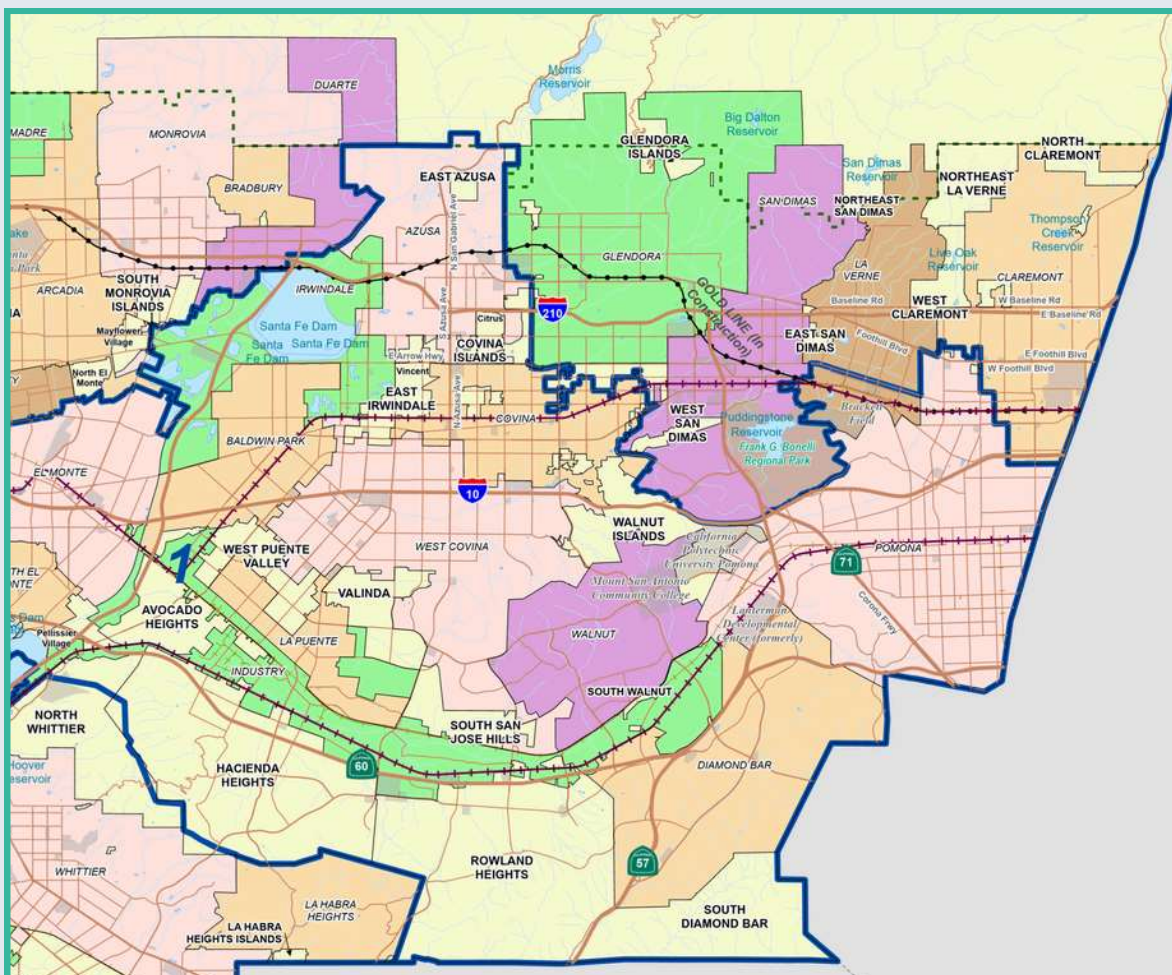 Morris
Reservoir
DUARTE
MONROVIA
MADRE
BRADBURY
Big Dalton
Reservoir
GLENDORA
ISLANDS
EAST AZUSA
AZUSA
N San Gabriel Ave
S Azusa Ave
N Azusa Ave
GLENDORA
SAN DIMAS
San Dimas
Reservoir
NORTHEAST
SAN DIMAS
NORTH
CLAREMONT
NORTHEAST
LA VERNE
Thompson
Creek
Reservoir
Live Oak
Reservoir
CLAREMONT
LA
VERNE
Baseline Rd
W Baseline Rd
E Baseline Rd
WEST
CLAREMONT
Foothill Blvd
E Foothill Blvd
W Foothill Blvd
EAST SAN
DIMAS
GOLD LINE (In
Construction)
210
IRWINDALE
Santa Fe Dam
Santa
Fe Dam
Santa Fe Dam
ARCADIA
SOUTH
MONROVIA
ISLANDS
Mayflower
Village
North El
Monte
Citrus
COVINA
ISLANDS
E Arrow Hwy
Vincent
EAST
IRWINDALE
COVINA
BALDWIN PARK
EL MONTE
WEST
SAN
DIMAS
Puddingstone
Reservoir
Frank G. Bonelli
Regional Park
Brackett
Field
10
WEST COVINA
WALNUT
ISLANDS
California
Polytechnic
University Pomona
POMONA
71
Corona Frwy
1
WEST PUENTE
VALLEY
VALINDA
AVOCADO
HEIGHTS
Pellissier
Village
LA PUENTE
INDUSTRY
Mount San Antonio
Community College
WALNUT
Lanterman
Developmental
Center (formerly)
SOUTH WALNUT
SOUTH SAN
JOSE HILLS
NORTH
WHITTIER
HACIENDA
HEIGHTS
60
DIAMOND BAR
Hoover
WHITTIER
ROWLAND
HEIGHTS
57
LA HABRA
HEIGHTS
LA HABRA
HEIGHTS ISLANDS
SOUTH
DIAMOND BAR